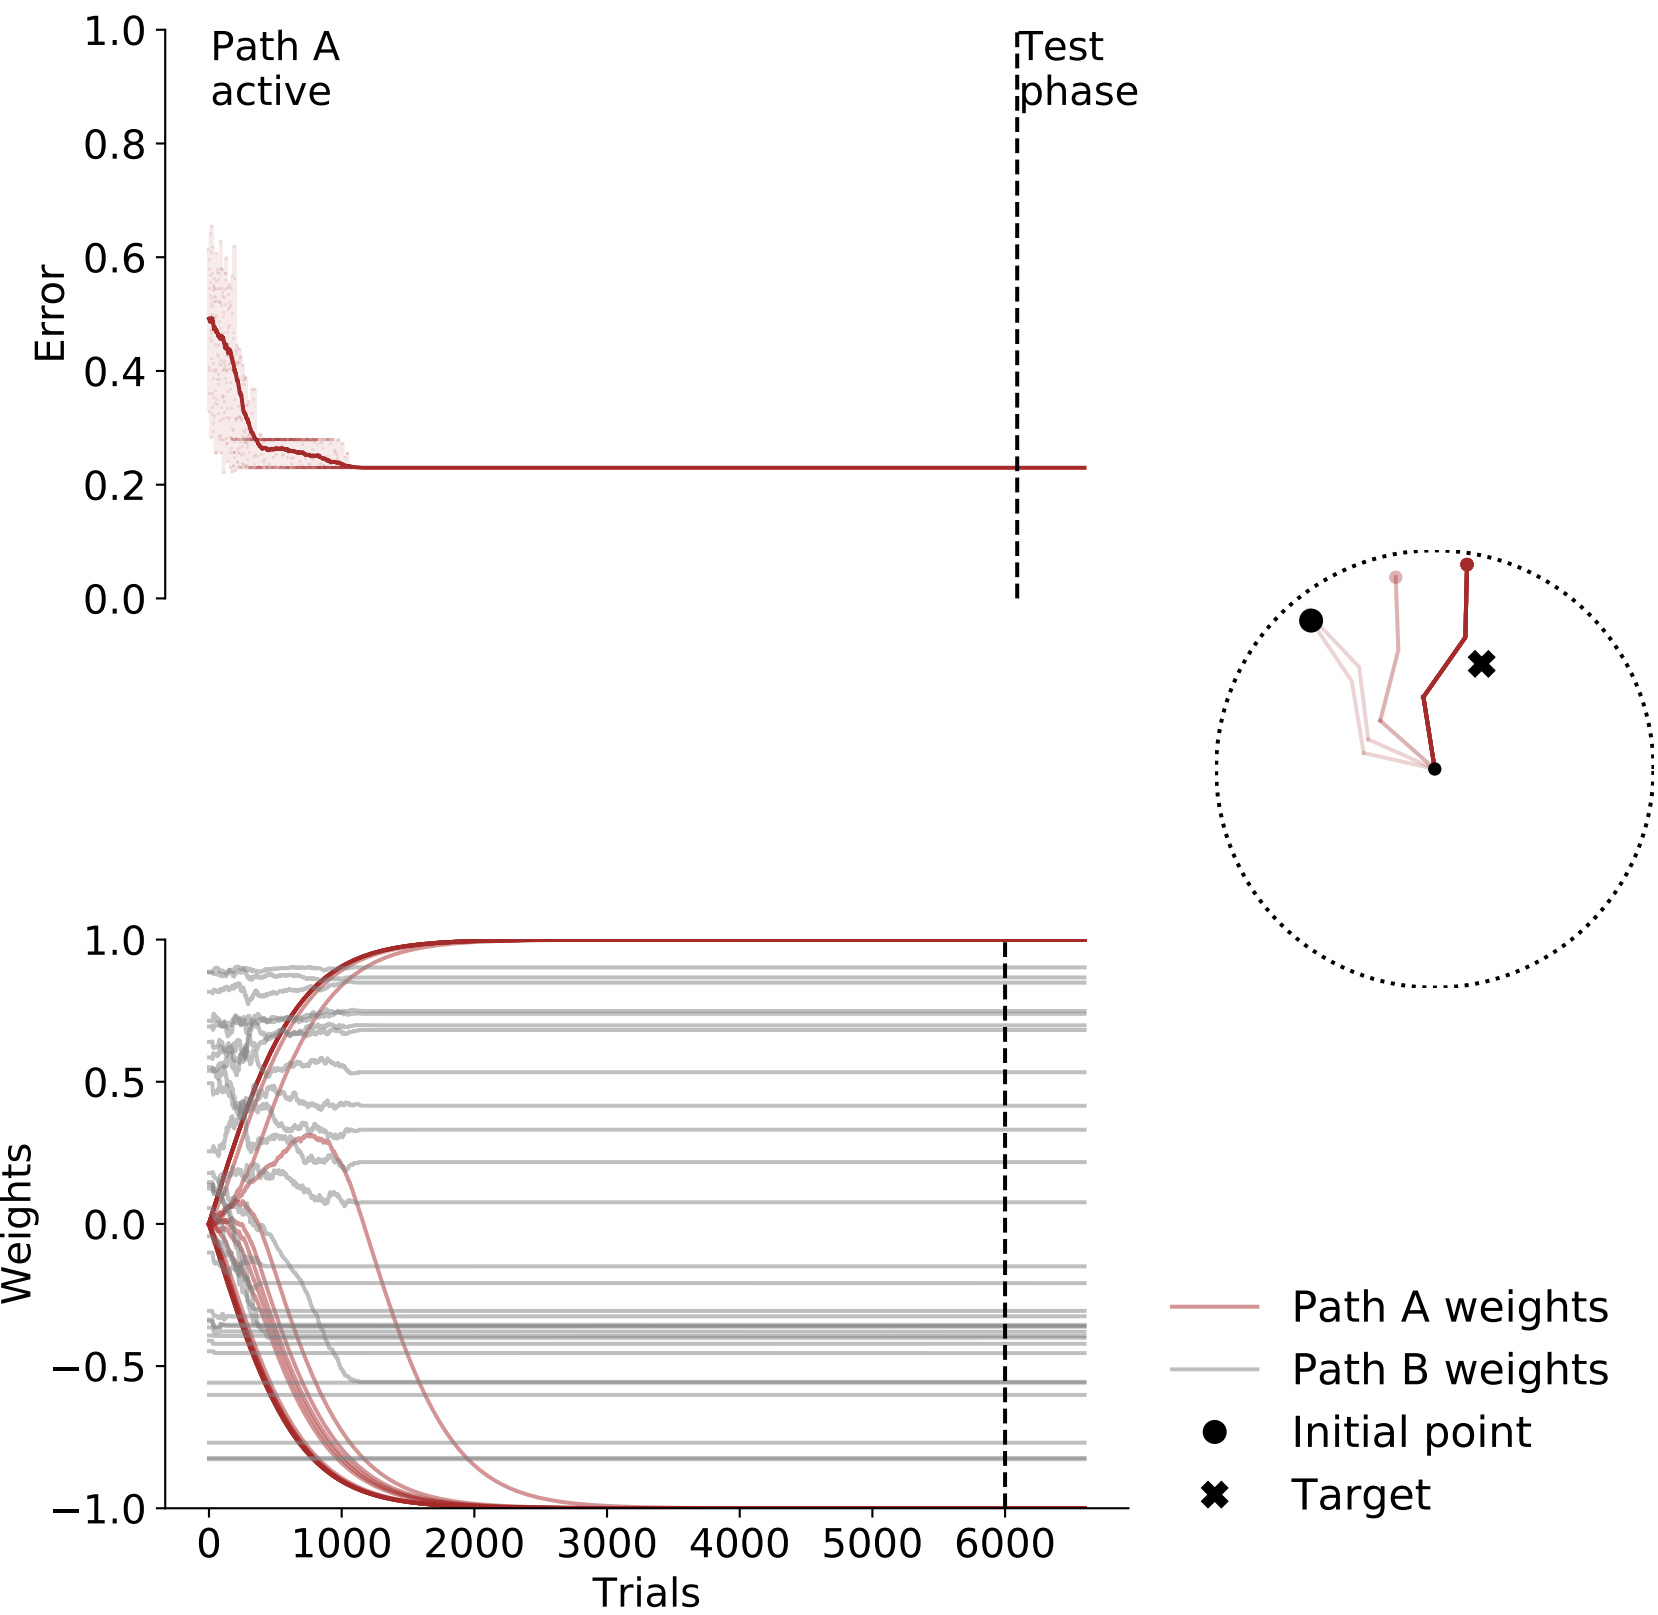 Path A
active
Test
phase
1.0
0.8
0.6
0.4
0.2
0.0
Error
1.0
0.5
0.0
−0.5
−1.0
Weights
0 1000 2000 3000 4000 5000 6000
Trials
Path A weights
Path B weights
Initial point
Target